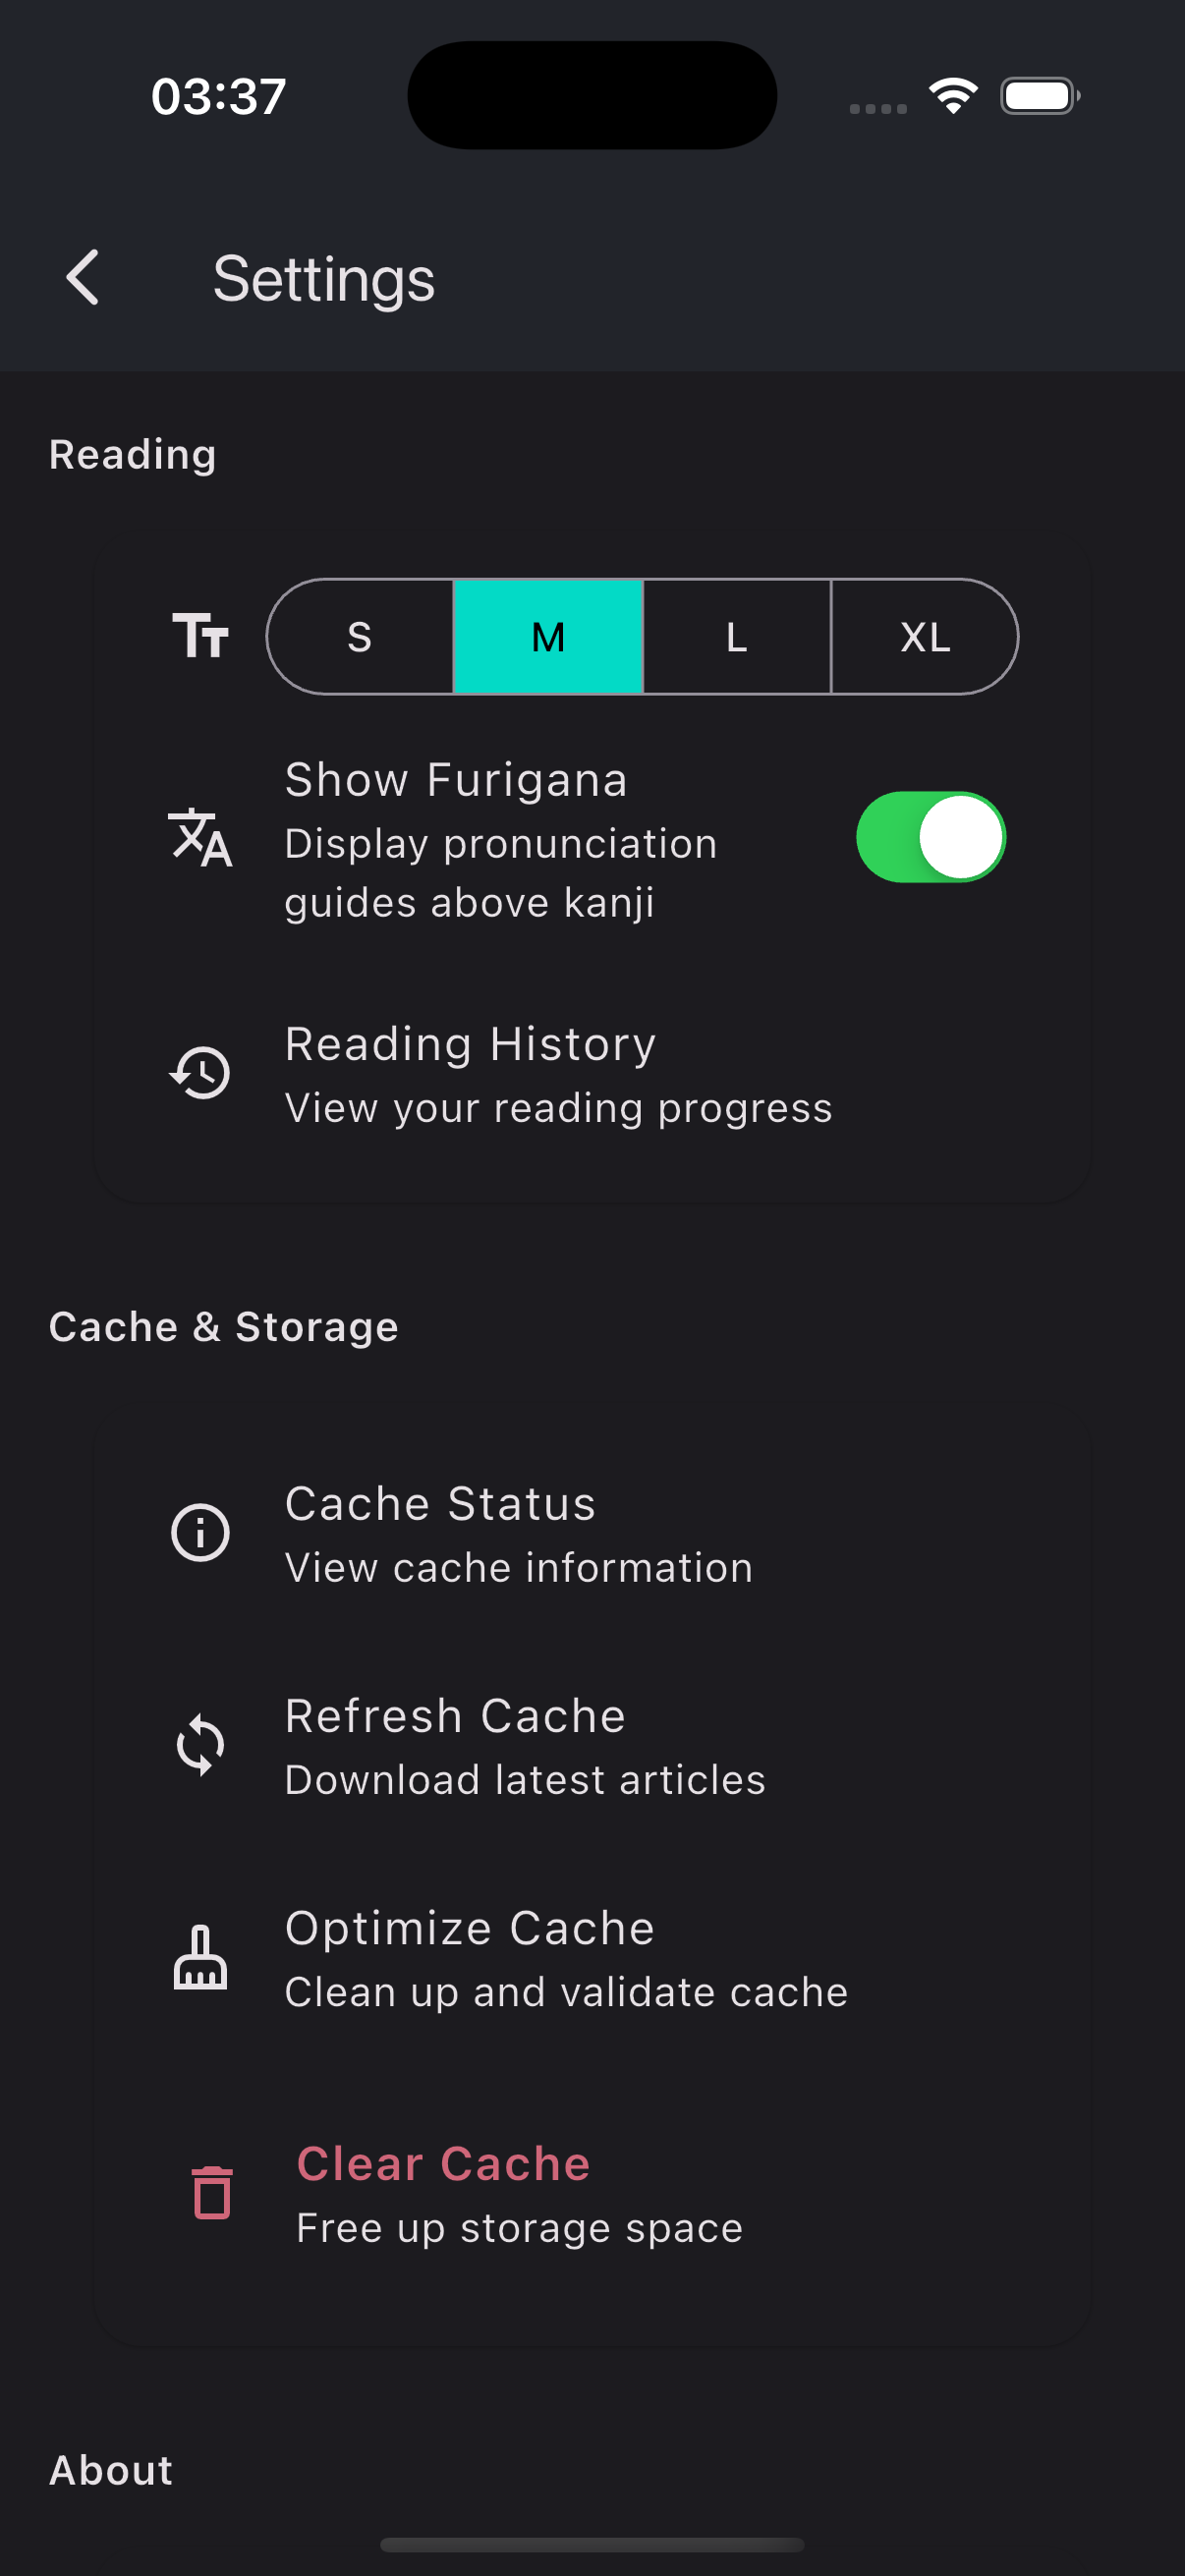 03:37
Settings
Reading
S M L XL
Show Furigana
Display pronunciation
guides above kanji
Reading History
View your reading progress
Cache & Storage
Cache Status
View cache information
Refresh Cache
Download latest articles
Optimize Cache
Clean up and validate cache
Clear Cache
Free up storage space
About